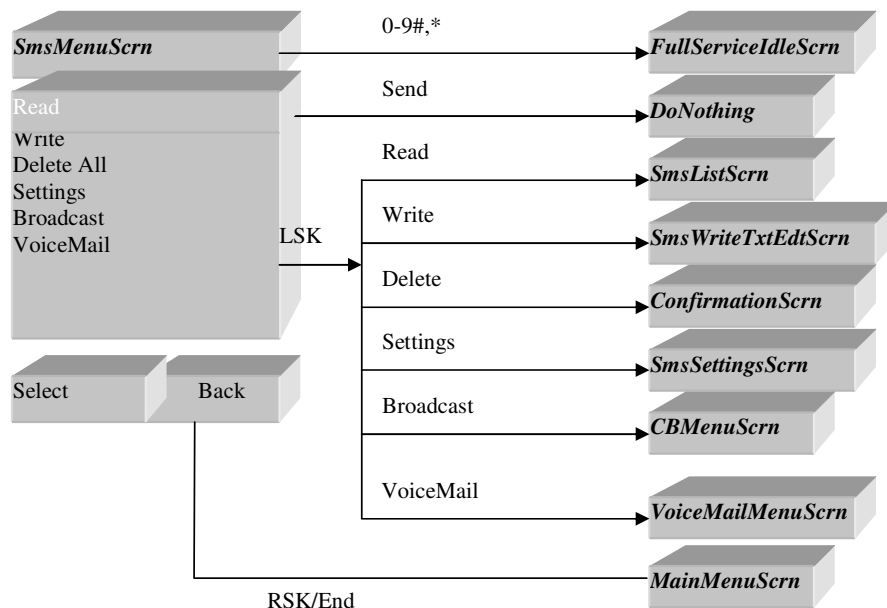 0-9#,*
SmsMenuScrn
FullServiceIdleScrn
Send
Read
DoNothing
Write
Delete All
Settings
Broadcast
VoiceMail
LSK
Read
SmsListScrn
Write
SmsWriteTxtEdtScrn
Delete
ConfirmationScrn
Settings
SmsSettingsScrn
Select
Back
Broadcast
CBMenuScrn
VoiceMail
VoiceMailMenuScrn
MainMenuScrn
RSK/End